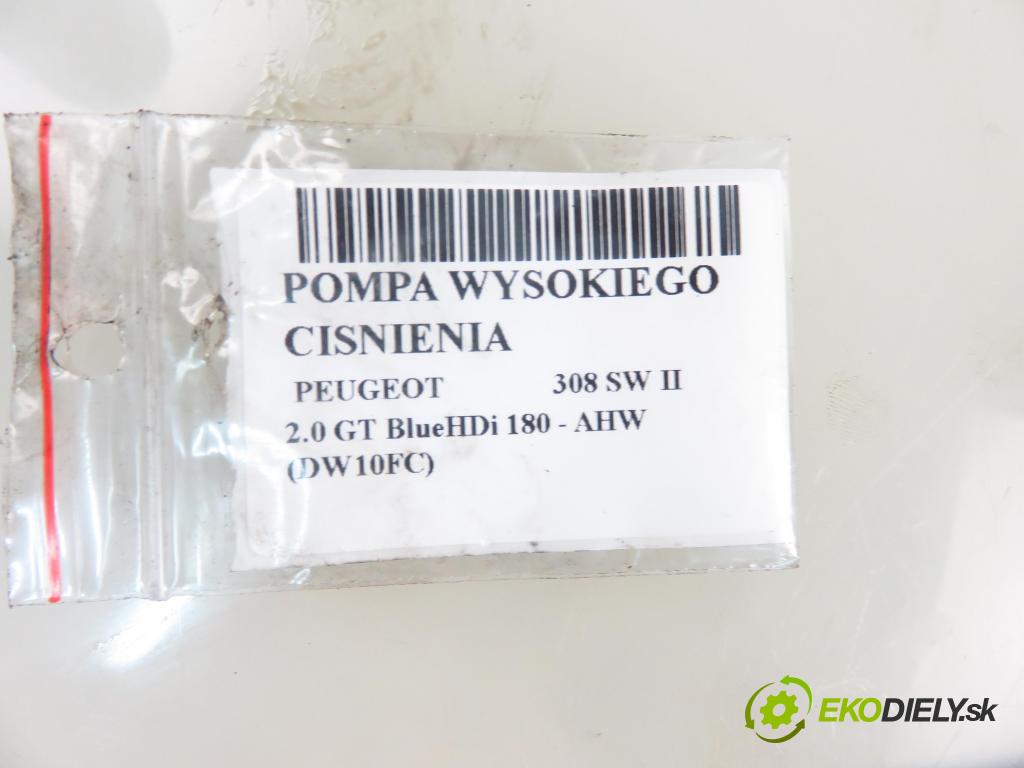 POMPA WYSOKIEGO
CISNIENIA
PEUGEOT 308 SW II
2.0 GT BlueHDi 180 - AHW
(DW10FC)
EKODIELY.sk